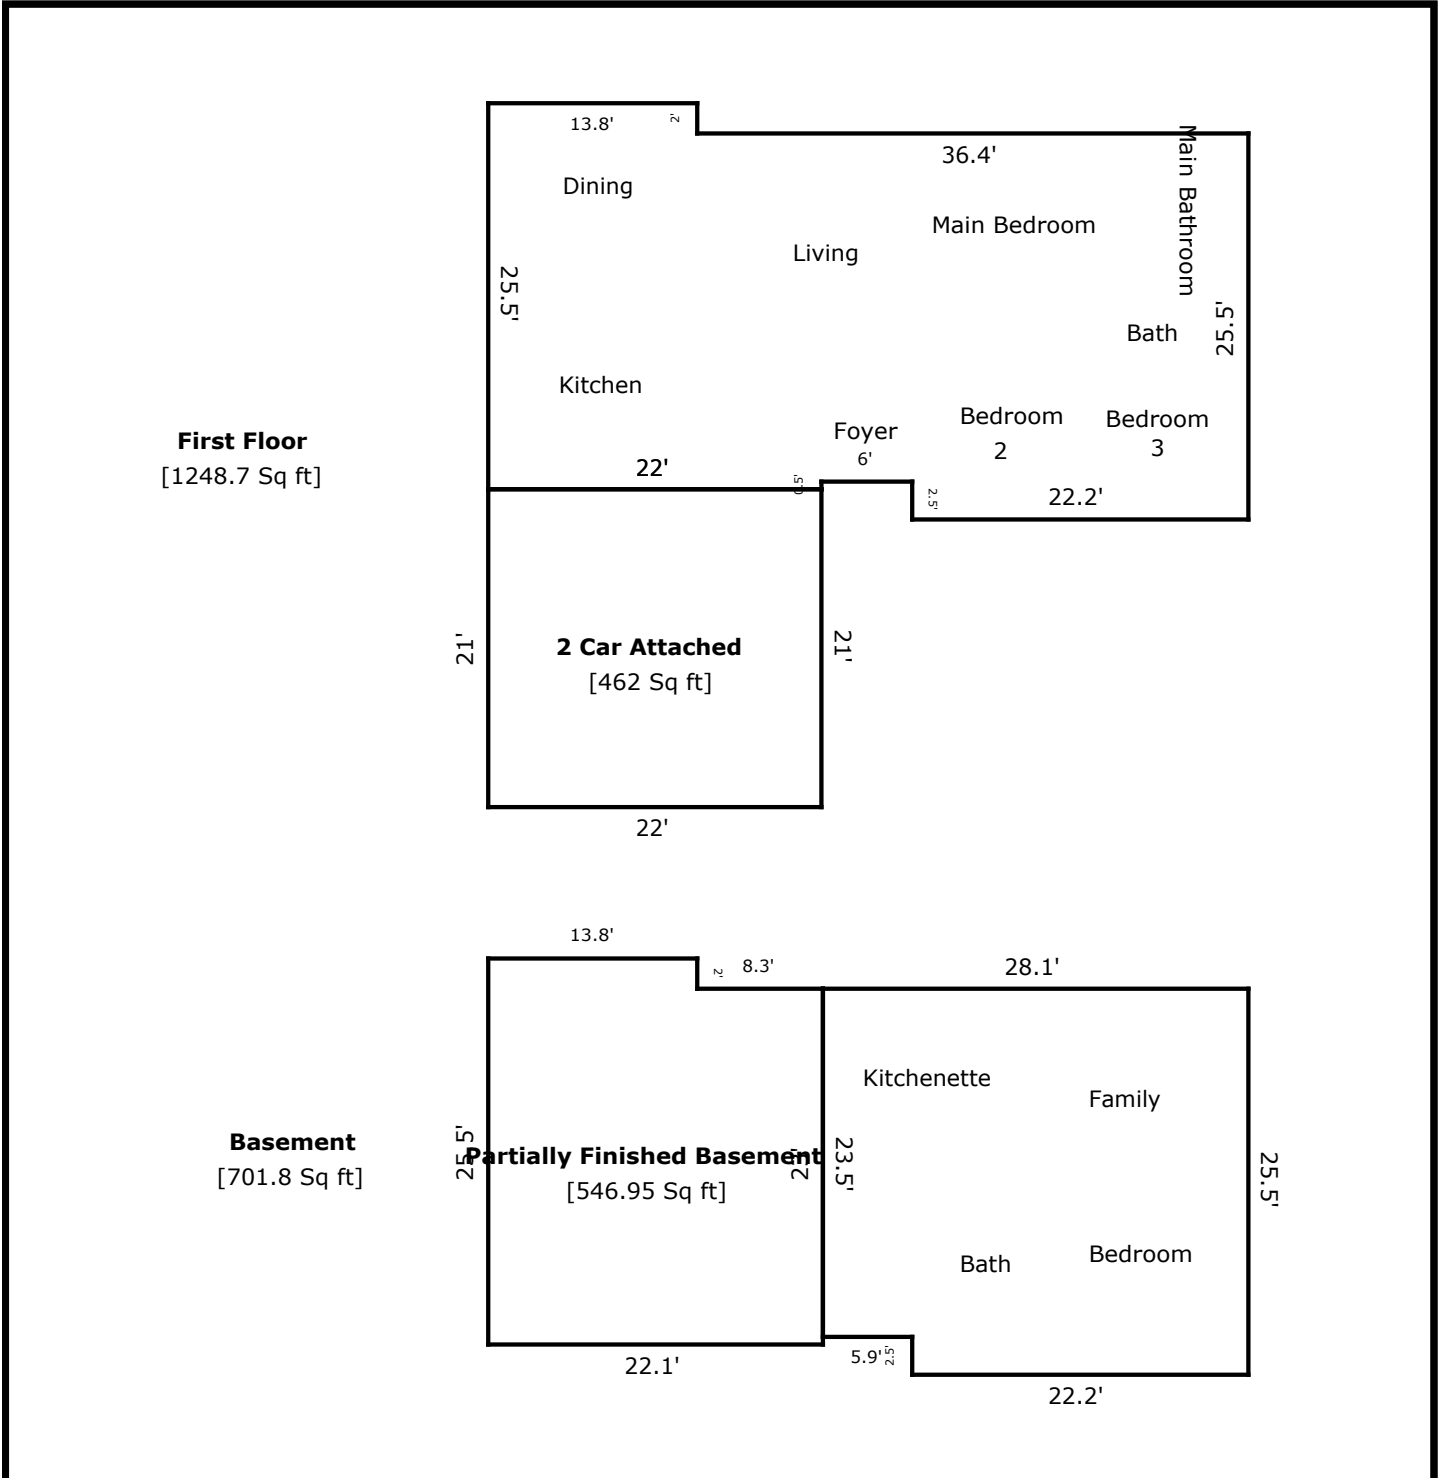 13.8'
2'
36.4'
Main Bathroom
Dining
Main Bedroom
Living
25.5'
25.5'
Bath
Kitchen
Bedroom
2
Bedroom
3
Foyer
6'
First Floor
[1248.7 Sq ft]
22'
0.5'
2.5'
22.2'
21'
2 Car Attached
[462 Sq ft]
21'
22'
13.8'
2'
8.3'
28.1'
Kitchenette
Family
Basement
[701.8 Sq ft]
25.5'
Partially Finished Basement
[546.95 Sq ft]
23.5'
25.5'
Bath
Bedroom
22.1'
5.9'
2.5'
22.2'